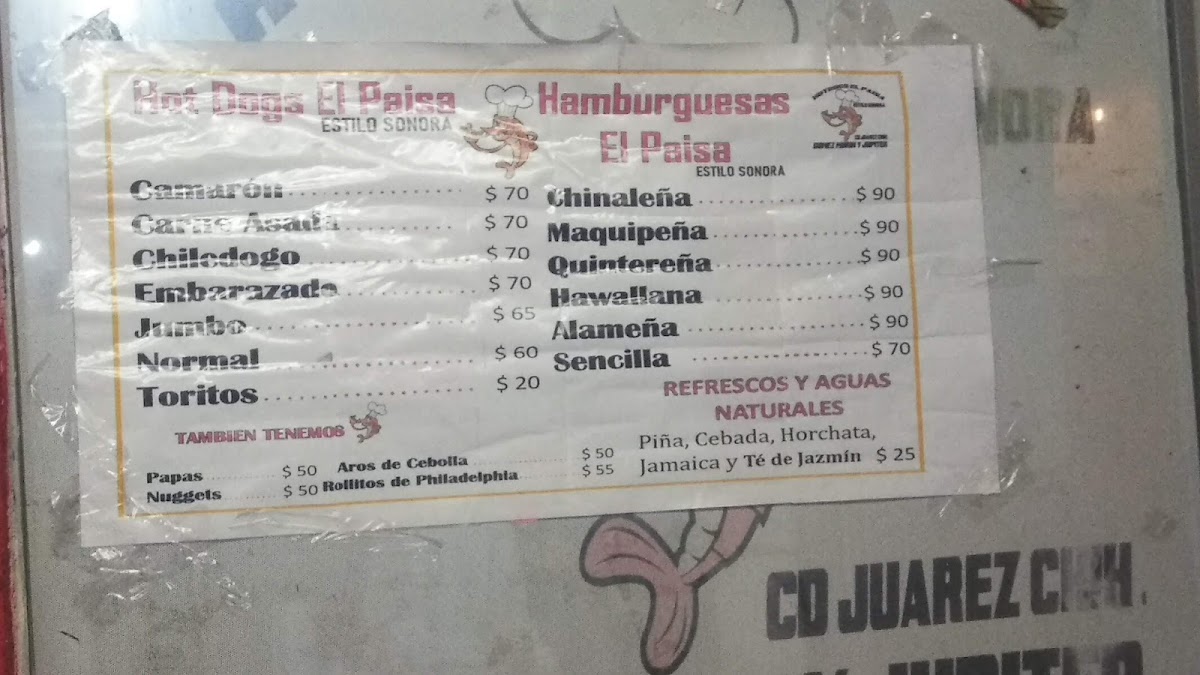 Hot Dogs El Paisa
ESTILO SONORA
Camarón $ 70
Carne Asada $ 70
Chiledogo $ 70
Embarazado $ 70
Jumbo $ 65
Normal $ 60
Toritos $ 20
TAMBIEN TENEMOS
Papas $ 50
Nuggets $ 50
Aros de Cebolla $ 50
Rollitos de Philadelphia $ 55
Hamburguesas
El Paisa
ESTILO SONORA
Chinaleña $ 90
Maquipeña $ 90
Quintereña $ 90
Hawallana $ 90
Alameña $ 90
Sencilla $ 70
REFRESCOS Y AGUAS
NATURALES
Piña, Cebada, Horchata,
Jamaica y Té de Jazmín $ 25
CD JUAREZ CHIH.
JUPITER